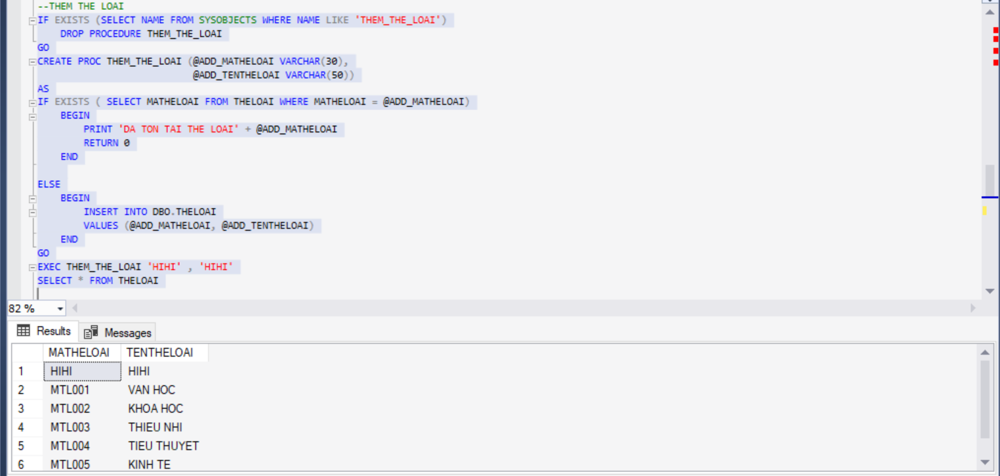 --THEM THE LOAI
IF EXISTS (SELECT NAME FROM SYSOBJECTS WHERE NAME LIKE 'THEM_THE_LOAI')
DROP PROCEDURE THEM_THE_LOAI
GO
CREATE PROC THEM_THE_LOAI (@ADD_MATHELOAI VARCHAR(30),
@ADD_TENTHELOAI VARCHAR(50))
AS
IF EXISTS ( SELECT MATHELOAI FROM THELOAI WHERE MATHELOAI = @ADD_MATHELOAI)
BEGIN
PRINT 'DA TON TAI THE LOAI' + @ADD_MATHELOAI
RETURN 0
END
ELSE
BEGIN
INSERT INTO DBO.THELOAI
VALUES (@ADD_MATHELOAI, @ADD_TENTHELOAI)
END
GO
EXEC THEM_THE_LOAI 'HIHI' , 'HIHI'
SELECT * FROM THELOAI
82 %
Results Messages
MATHELOAI TENTHELOAI
1 HIHI HIHI
2 MTL001 VAN HOC
3 MTL002 KHOA HOC
4 MTL003 THIEU NHI
5 MTL004 TIEU THUYET
6 MTL005 KINH TE